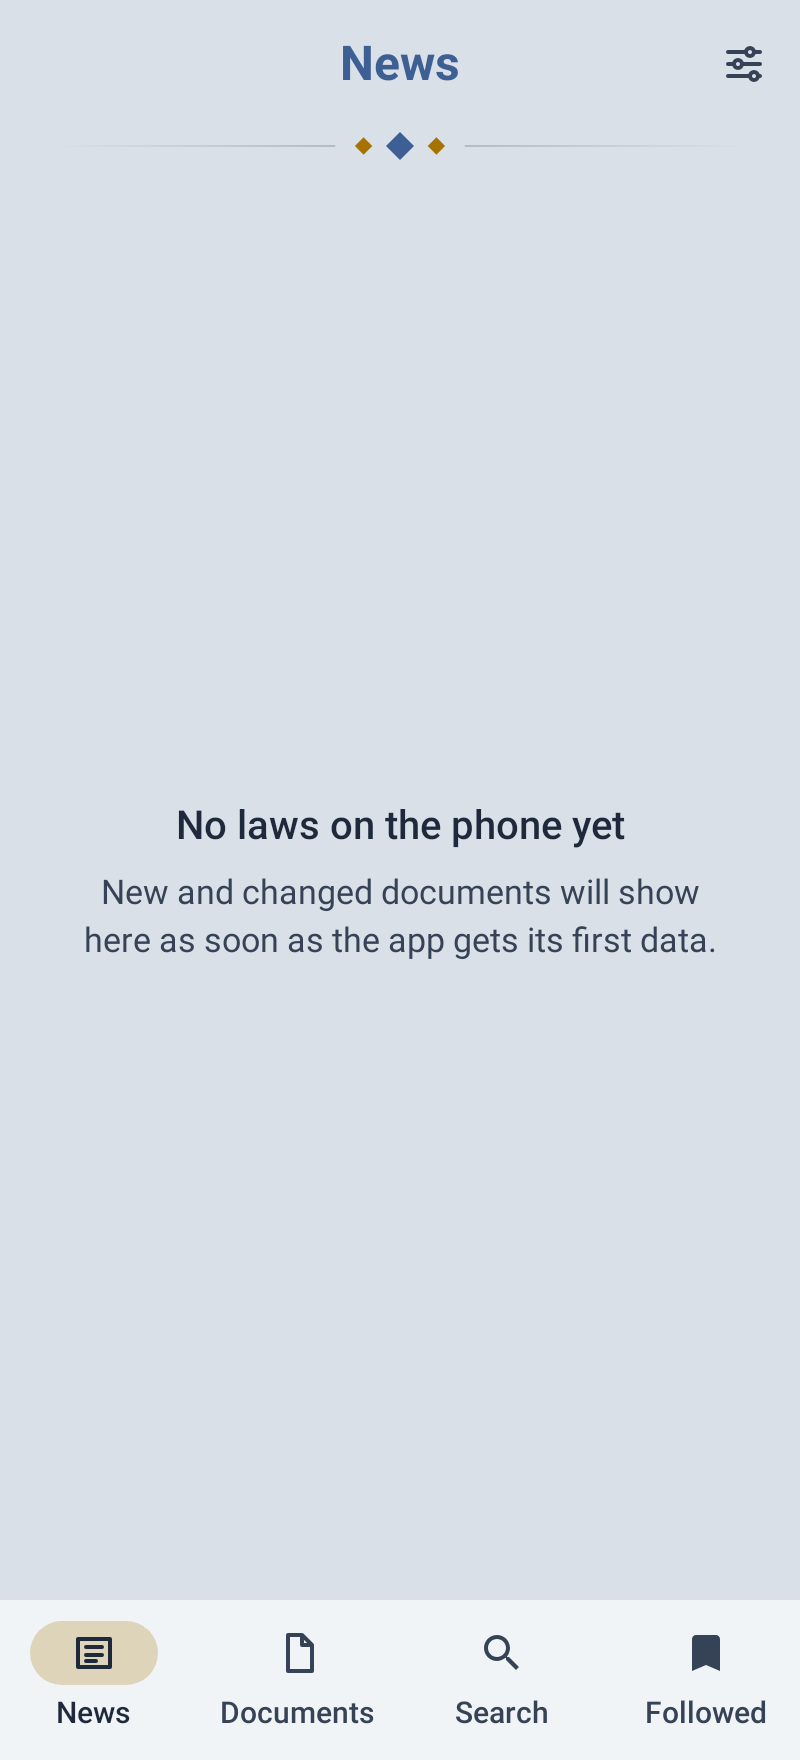 News
No laws on the phone yet
New and changed documents will show
here as soon as the app gets its first data.
News
Documents
Search
Followed